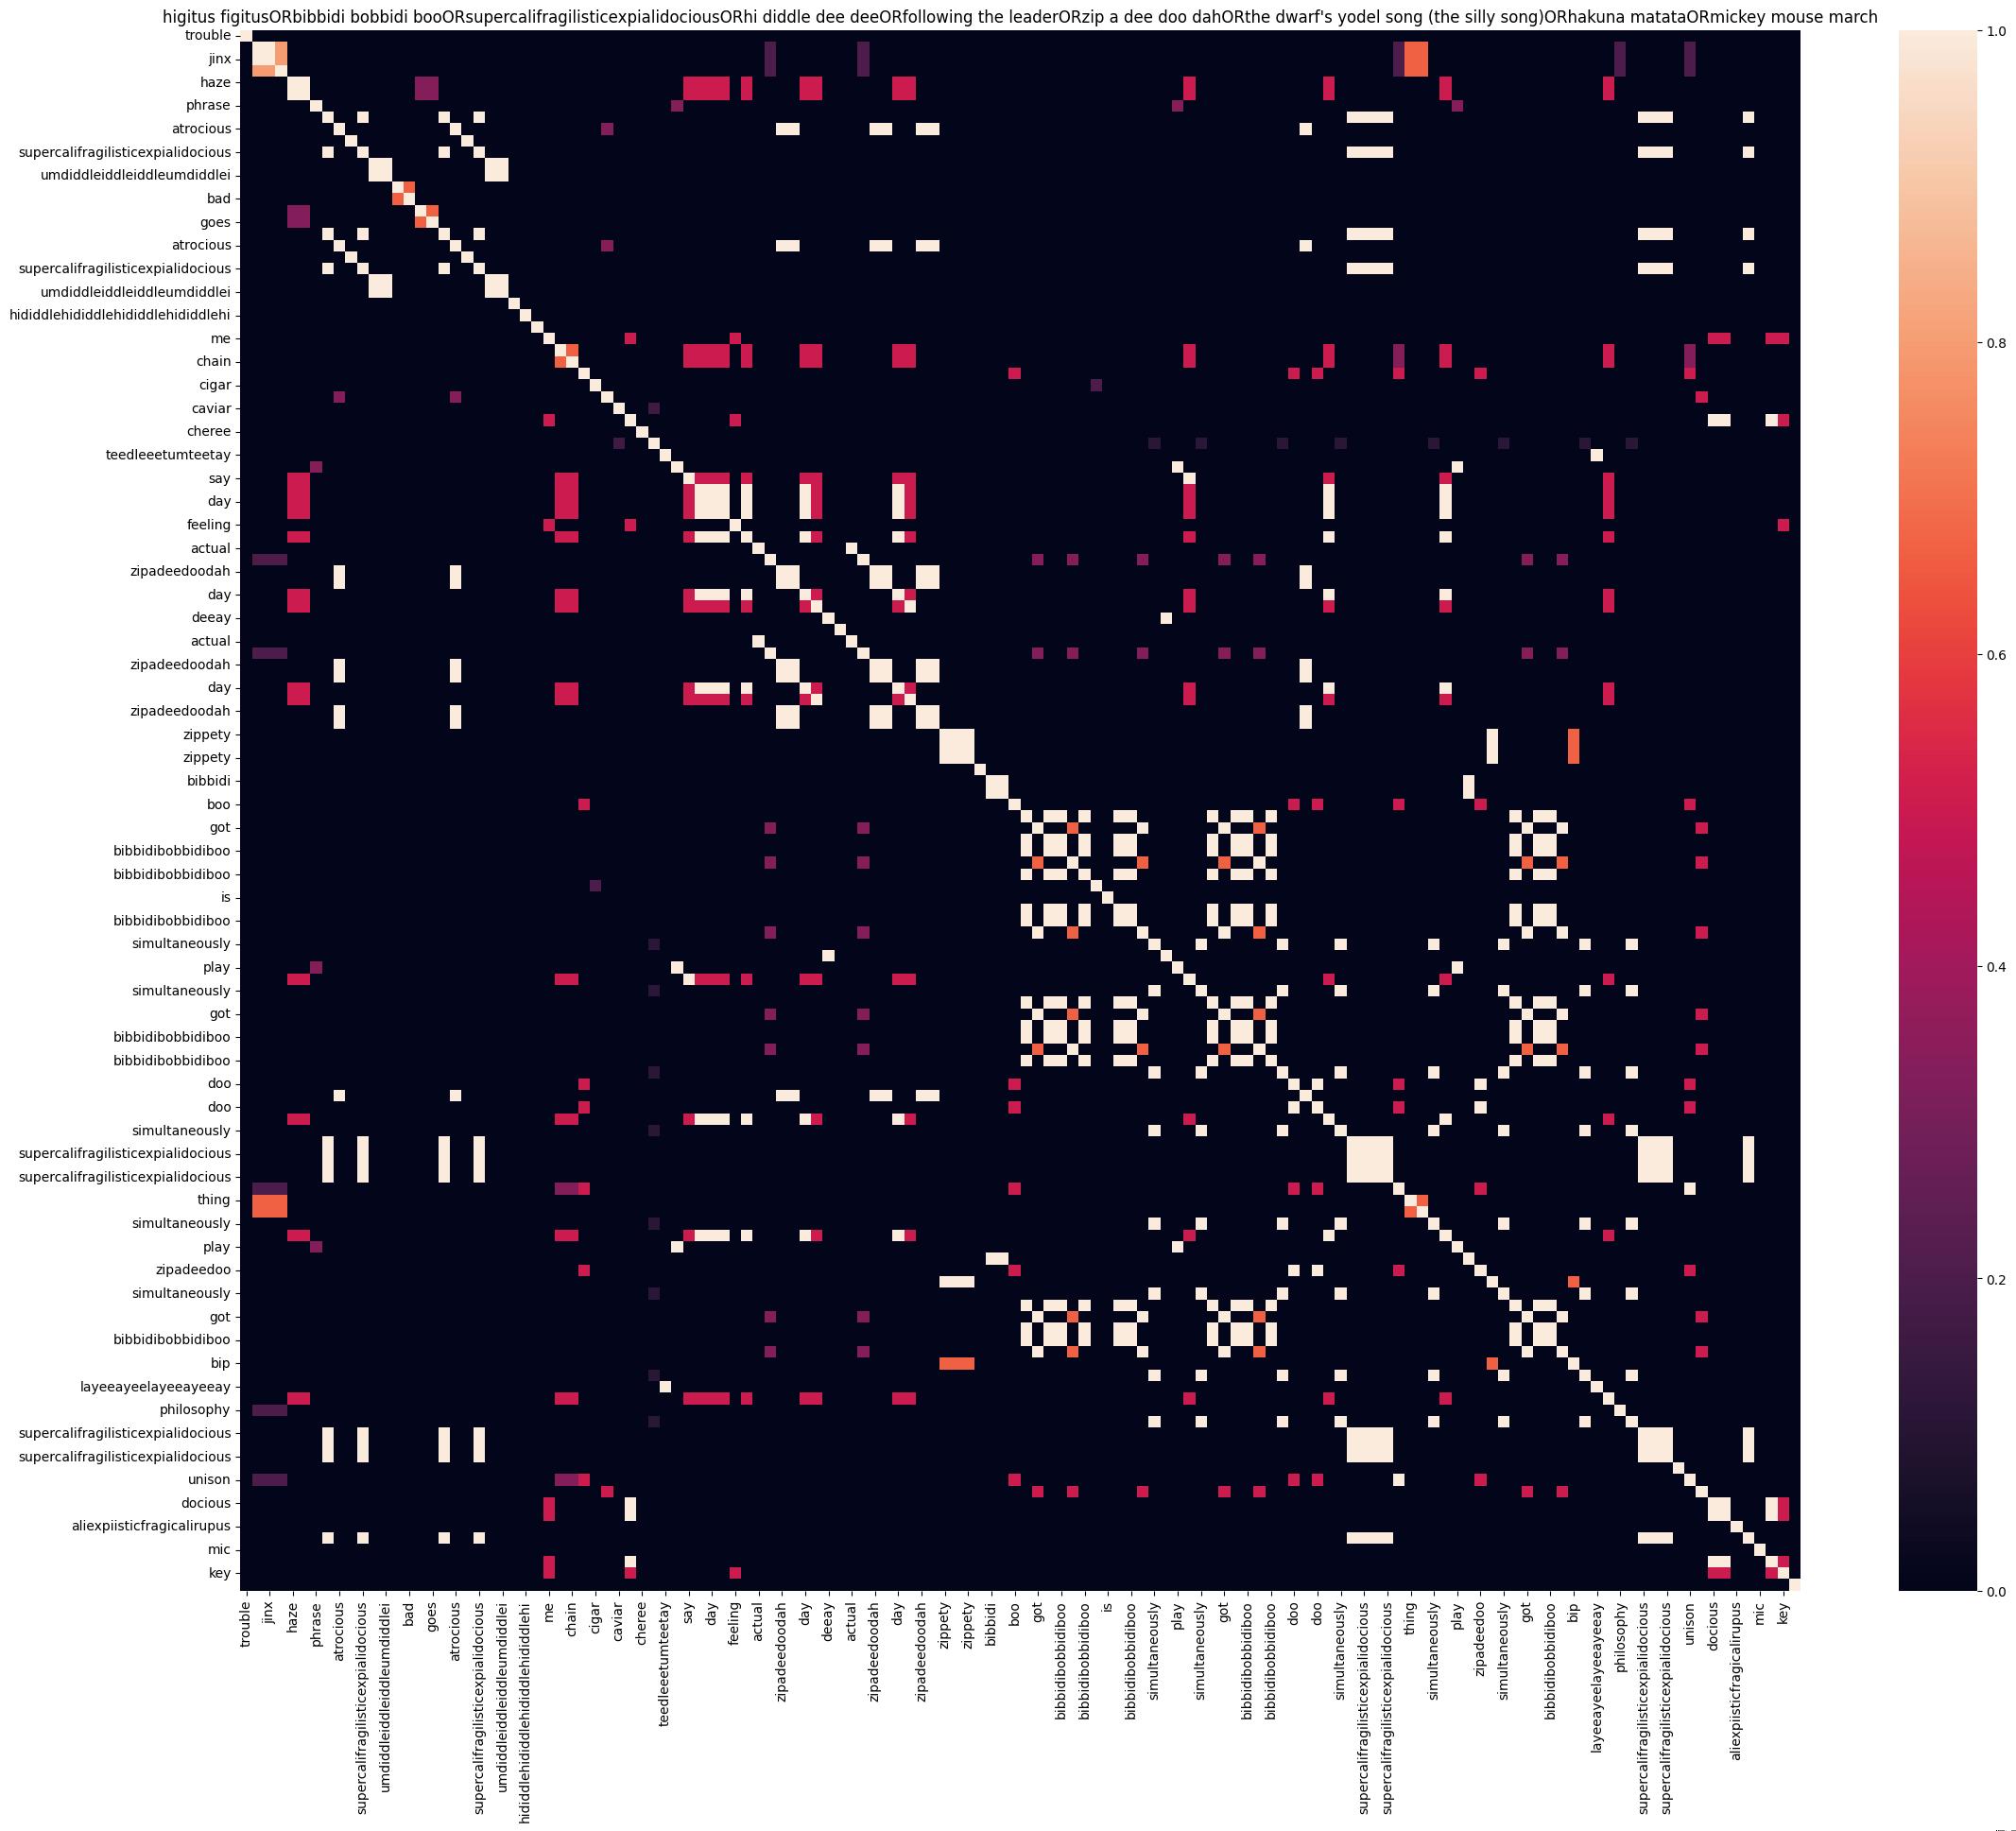 higitus figitusORbibbidi bobbidi booORsupercalifragilisticexpialidociousORhi diddle dee deeORfollowing the leaderORzip a dee doo dahORthe dwarf's yodel song (the silly song)ORhakuna matataORmickey mouse march
trouble
jinx
haze
phrase
atrocious
supercalifragilisticexpialidocious
umdiddleiddleiddleumdiddlei
bad
goes
atrocious
supercalifragilisticexpialidocious
umdiddleiddleiddleumdiddlei
hididdlehididdlehididdlehididdlehi
me
chain
cigar
caviar
cheree
teedleeetumteetay
say
day
feeling
actual
zipadeedoodah
day
deeay
actual
zipadeedoodah
day
zipadeedoodah
zippety
zippety
bibbidi
boo
got
bibbidibobbidiboo
bibbidibobbidiboo
is
bibbidibobbidiboo
simultaneously
play
simultaneously
got
bibbidibobbidiboo
bibbidibobbidiboo
doo
doo
simultaneously
supercalifragilisticexpialidocious
supercalifragilisticexpialidocious
thing
simultaneously
play
zipadeedoo
simultaneously
got
bibbidibobbidiboo
bip
layeeayeelayeeayeeay
philosophy
supercalifragilisticexpialidocious
supercalifragilisticexpialidocious
unison
docious
aliexpiisticfragicalirupus
mic
key
trouble
jinx
haze
phrase
atrocious
supercalifragilisticexpialidocious
umdiddleiddleiddleumdiddlei
bad
goes
atrocious
supercalifragilisticexpialidocious
umdiddleiddleiddleumdiddlei
hididdlehididdlehididdlehididdlehi
me
chain
cigar
caviar
cheree
teedleeetumteetay
say
day
feeling
actual
zipadeedoodah
day
deeay
actual
zipadeedoodah
day
zipadeedoodah
zippety
zippety
bibbidi
boo
got
bibbidibobbidiboo
bibbidibobbidiboo
is
bibbidibobbidiboo
simultaneously
play
simultaneously
got
bibbidibobbidiboo
bibbidibobbidiboo
doo
doo
simultaneously
supercalifragilisticexpialidocious
supercalifragilisticexpialidocious
thing
simultaneously
play
zipadeedoo
simultaneously
got
bibbidibobbidiboo
bip
layeeayeelayeeayeeay
philosophy
supercalifragilisticexpialidocious
supercalifragilisticexpialidocious
unison
docious
aliexpiisticfragicalirupus
mic
key
1.0
0.8
0.6
0.4
0.2
0.0